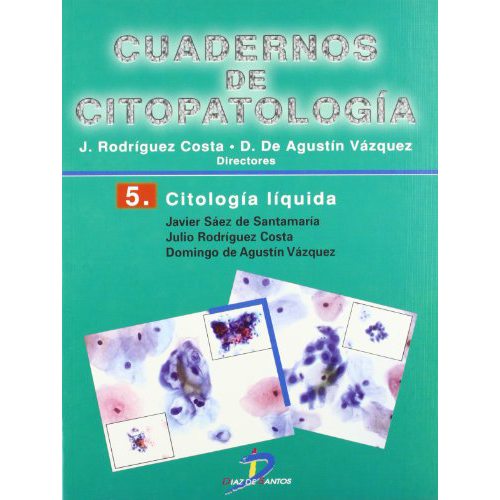 CUADERNOS
DE
CITOPATOLOGÍA
J. Rodríguez Costa • D. De Agustín Vázquez
Directores
5. Citología líquida
Javier Sáez de Santamaría
Julio Rodríguez Costa
Domingo de Agustín Vázquez
DIAZ DE SANTOS